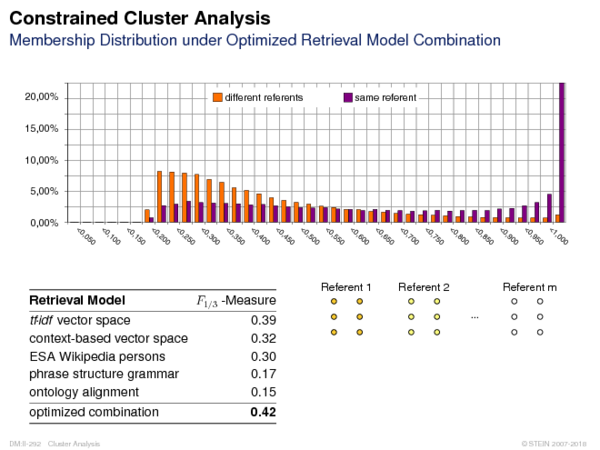 Constrained Cluster Analysis
Membership Distribution under Optimized Retrieval Model Combination
different referents same referent
20,00%
15,00%
10,00%
5,00%
0,00%
<0,050 <0,100 <0,150 <0,200 <0,250 <0,300 <0,350 <0,400 <0,450 <0,500 <0,550 <0,600 <0,650 <0,700 <0,750 <0,800 <0,850 <0,900 <0,950 <1,000
Referent 1 Referent 2 Referent m
...
Retrieval Model F1/3 -Measure
tf·idf vector space 0.39
context-based vector space 0.32
ESA Wikipedia persons 0.30
phrase structure grammar 0.17
ontology alignment 0.15
optimized combination 0.42
DM:II-292 Cluster Analysis © STEIN 2007-2018